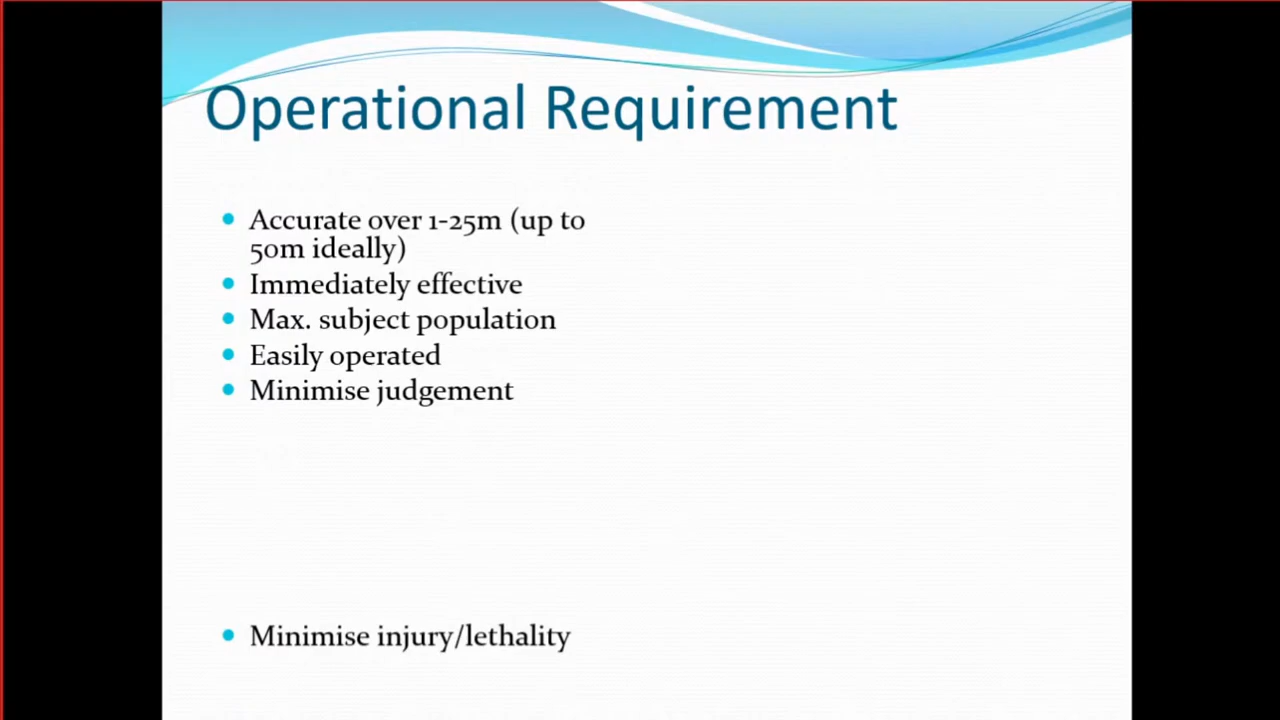 Operational Requirement
Accurate over 1-25m (up to
50m ideally)
Immediately effective
Max. subject population
Easily operated
Minimise judgement
Minimise injury/lethality